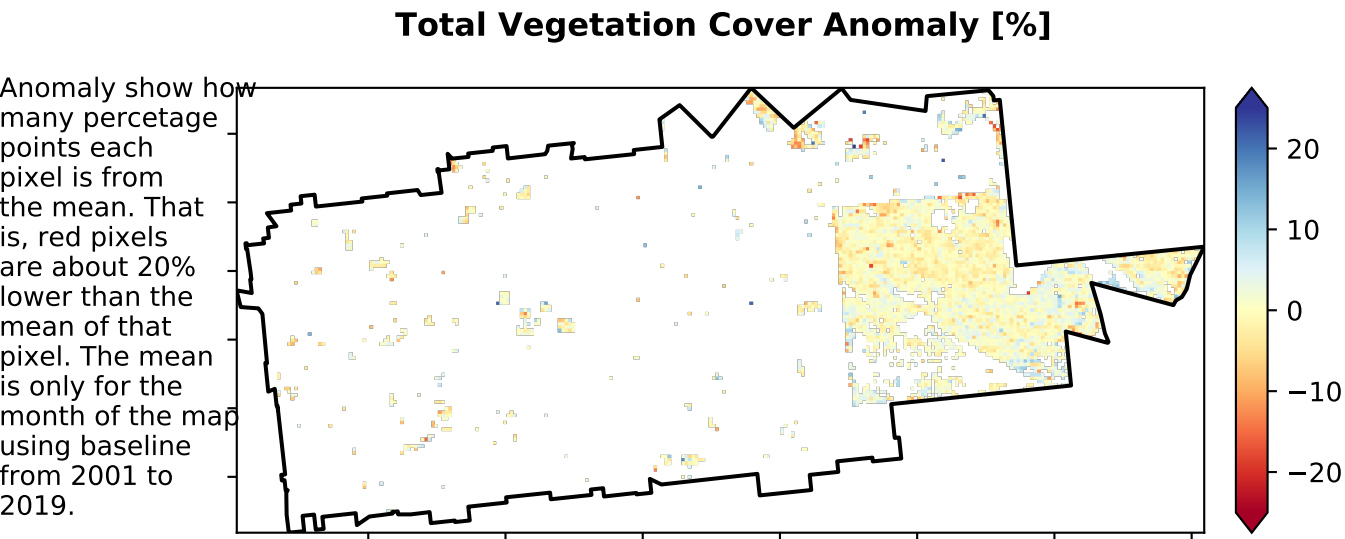 Total Vegetation Cover Anomaly [%]
Anomaly show how
many percetage
points each
pixel is from
the mean. That
is, red pixels
are about 20%
lower than the
mean of that
pixel. The mean
is only for the
month of the map
using baseline
from 2001 to
2019.
20
10
0
−10
−20